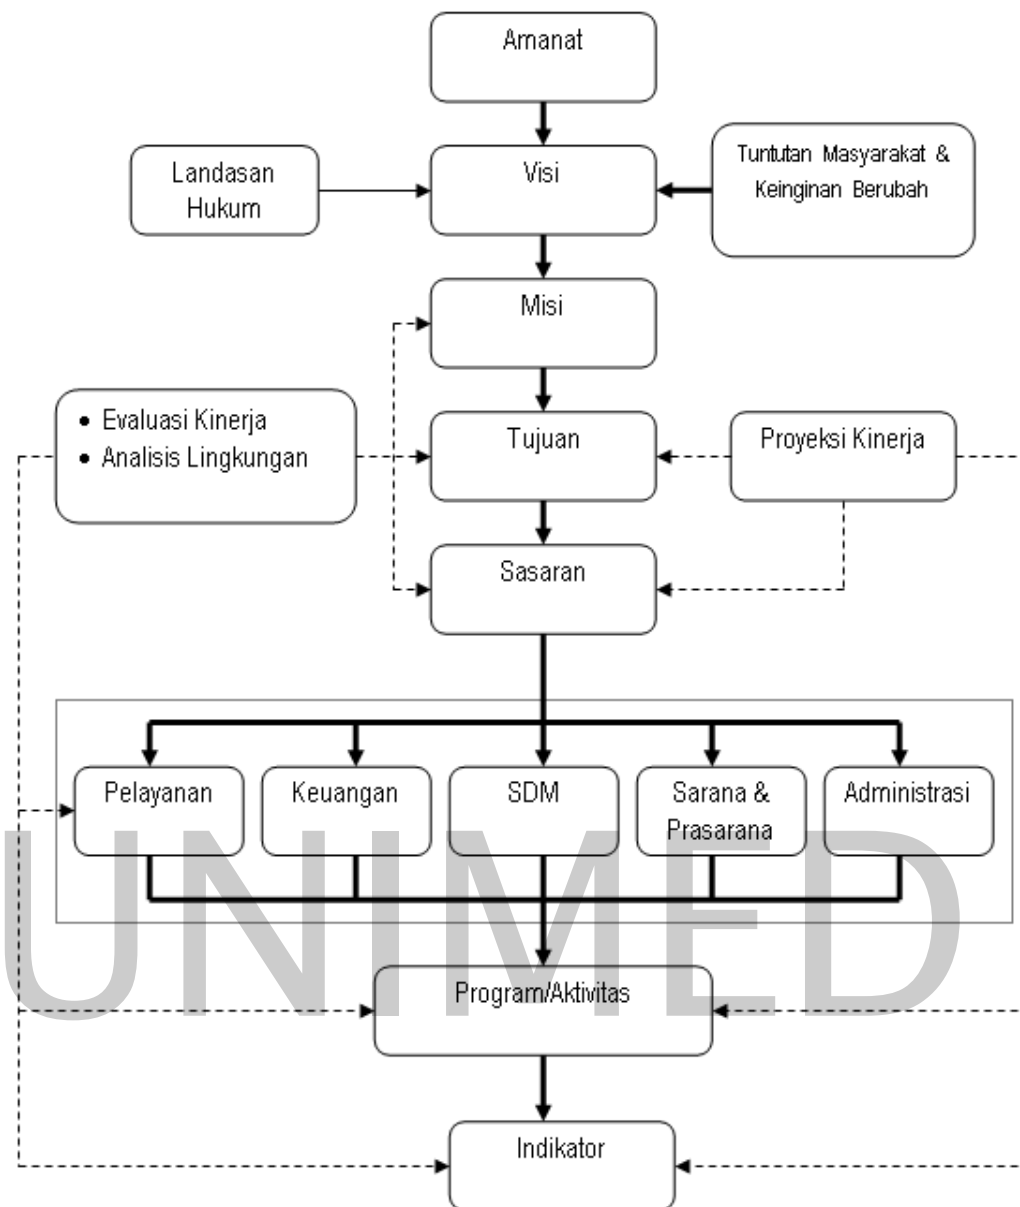 Amanat
Landasan
Hukum
Visi
Tuntutan Masyarakat &
Keinginan Berubah
Misi
• Evaluasi Kinerja
• Analisis Lingkungan
Tujuan
Proyeksi Kinerja
Sasaran
Pelayanan
Keuangan
SDM
Sarana &
Prasarana
Administrasi
UNIMED
Program/Aktivitas
Indikator